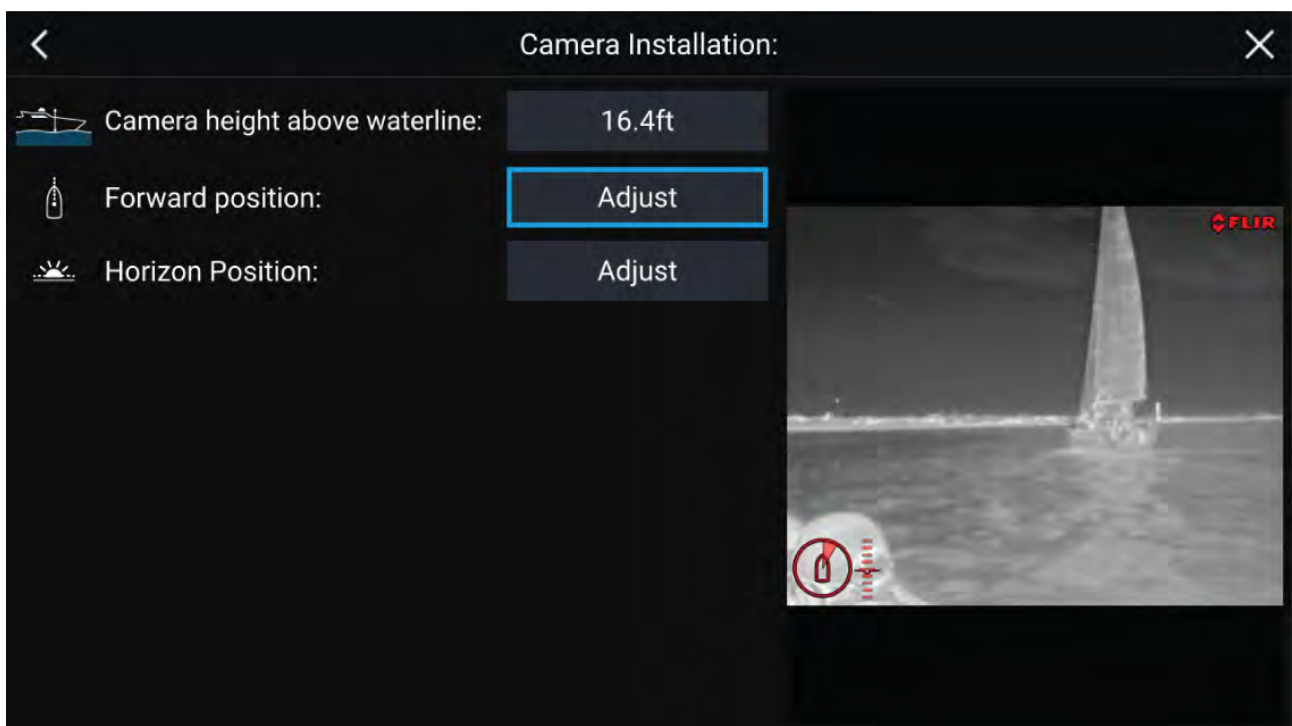 Camera Installation:
Camera height above waterline: 16.4ft
Forward position: Adjust
FLIR
Horizon Position: Adjust